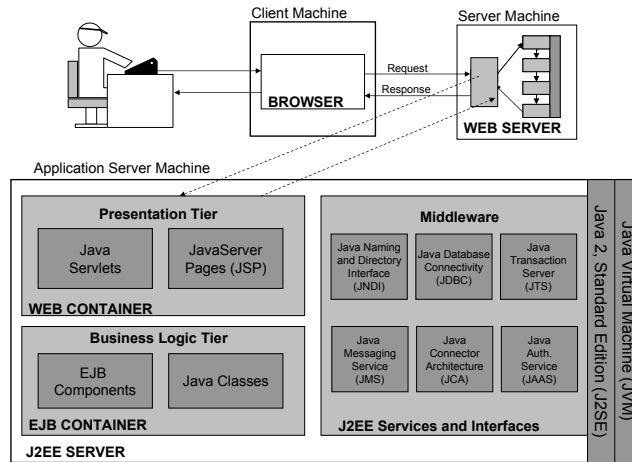 Client Machine
Server Machine
Request
Response
BROWSER
WEB SERVER
Application Server Machine
Presentation Tier
Java
Servlets
JavaServer
Pages (JSP)
WEB CONTAINER
Business Logic Tier
EJB
Components
Java Classes
EJB CONTAINER
J2EE SERVER
Middleware
Java Naming
and Directory
Interface
(JNDI)
Java Database
Connectivity
(JDBC)
Java
Transaction
Server
(JTS)
Java
Messaging
Service
(JMS)
Java
Connector
Architecture
(JCA)
Java
Auth.
Service
(JAAS)
J2EE Services and Interfaces
Java 2, Standard Edition (J2SE)
Java Virtual Machine (JVM)